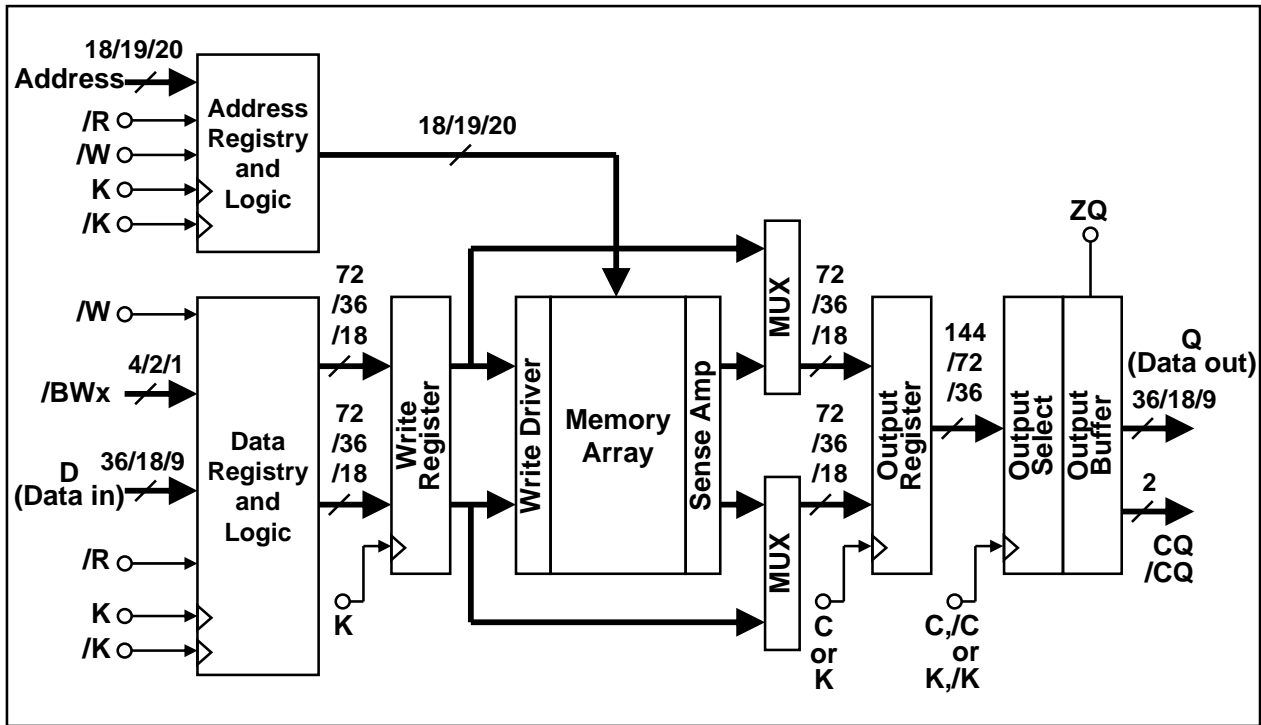 18/19/20
Address
/R
/W
K
/K
Address
Registry
and
Logic
18/19/20
/W
4/2/1
/BWx
36/18/9
D
(Data in)
/R
K
/K
Data
Registry
and
Logic
72
/36
/18
72
/36
/18
Write
Register
K
Write Driver
Memory
Array
Sense Amp
MUX
MUX
72
/36
/18
72
/36
/18
Output
Register
C
or
K
144
/72
/36
C,/C
or
K,/K
ZQ
Output
Select
Output
Buffer
Q
(Data out)
36/18/9
2
CQ
/CQ